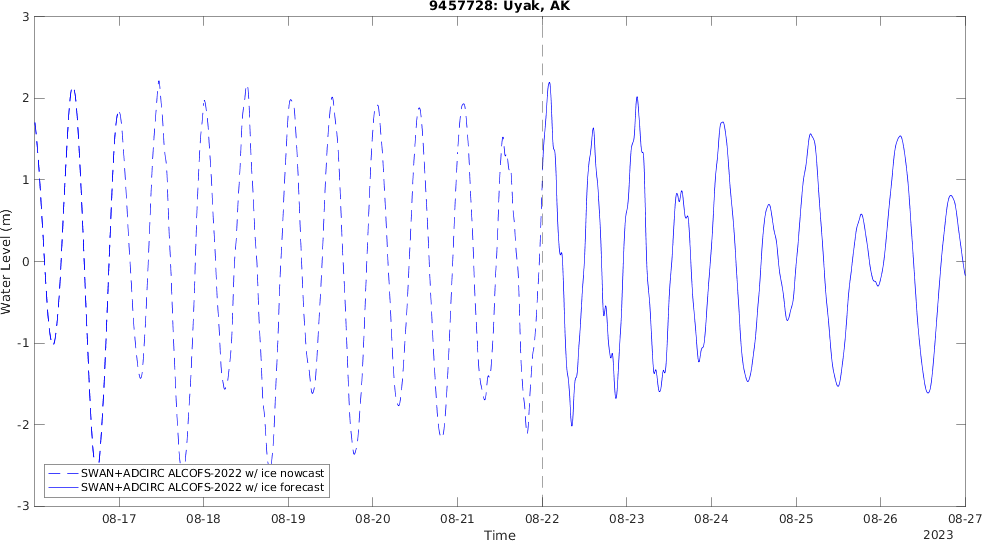 9457728: Uyak, AK
3
2
1
0
-1
-2
-3
Water Level (m)
SWAN+ADCIRC ALCOFS-2022 w/ ice nowcast
SWAN+ADCIRC ALCOFS-2022 w/ ice forecast
08-17 08-18 08-19 08-20 08-21 08-22 08-23 08-24 08-25 08-26 08-27
Time
2023